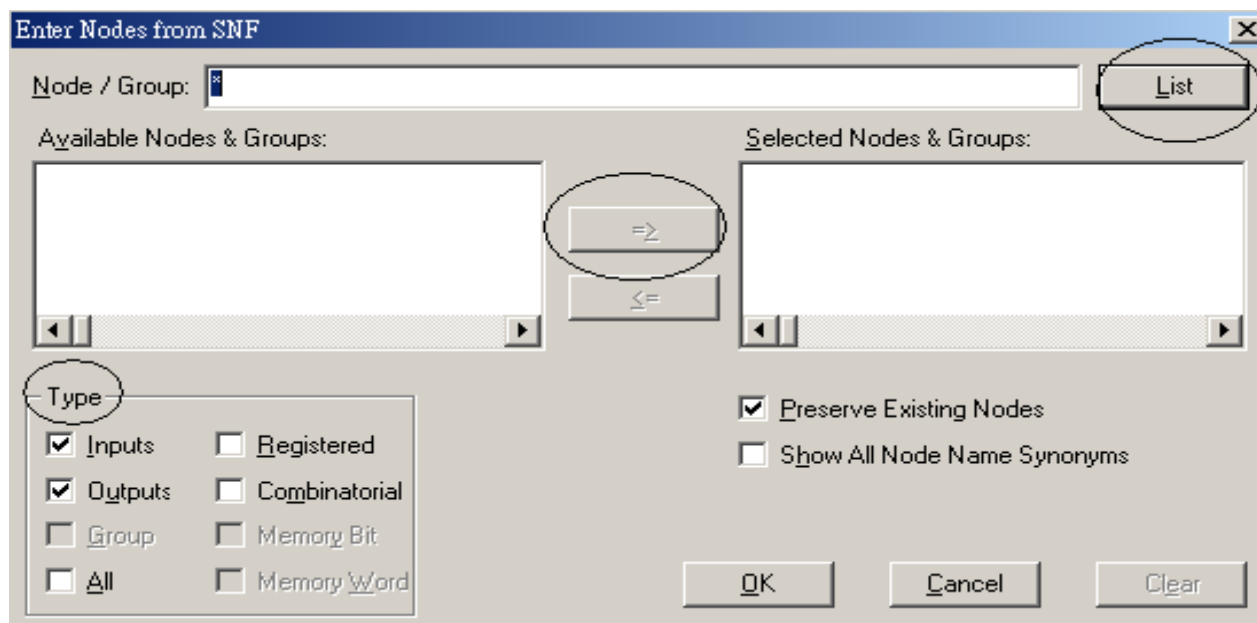 Enter Nodes from SNF
Node / Group: *
List
Available Nodes & Groups:
Selected Nodes & Groups:
=>
<=
Type
Inputs
Registered
Outputs
Combinatorial
Group
Memory Bit
All
Memory Word
Preserve Existing Nodes
Show All Node Name Synonyms
OK
Cancel
Clear